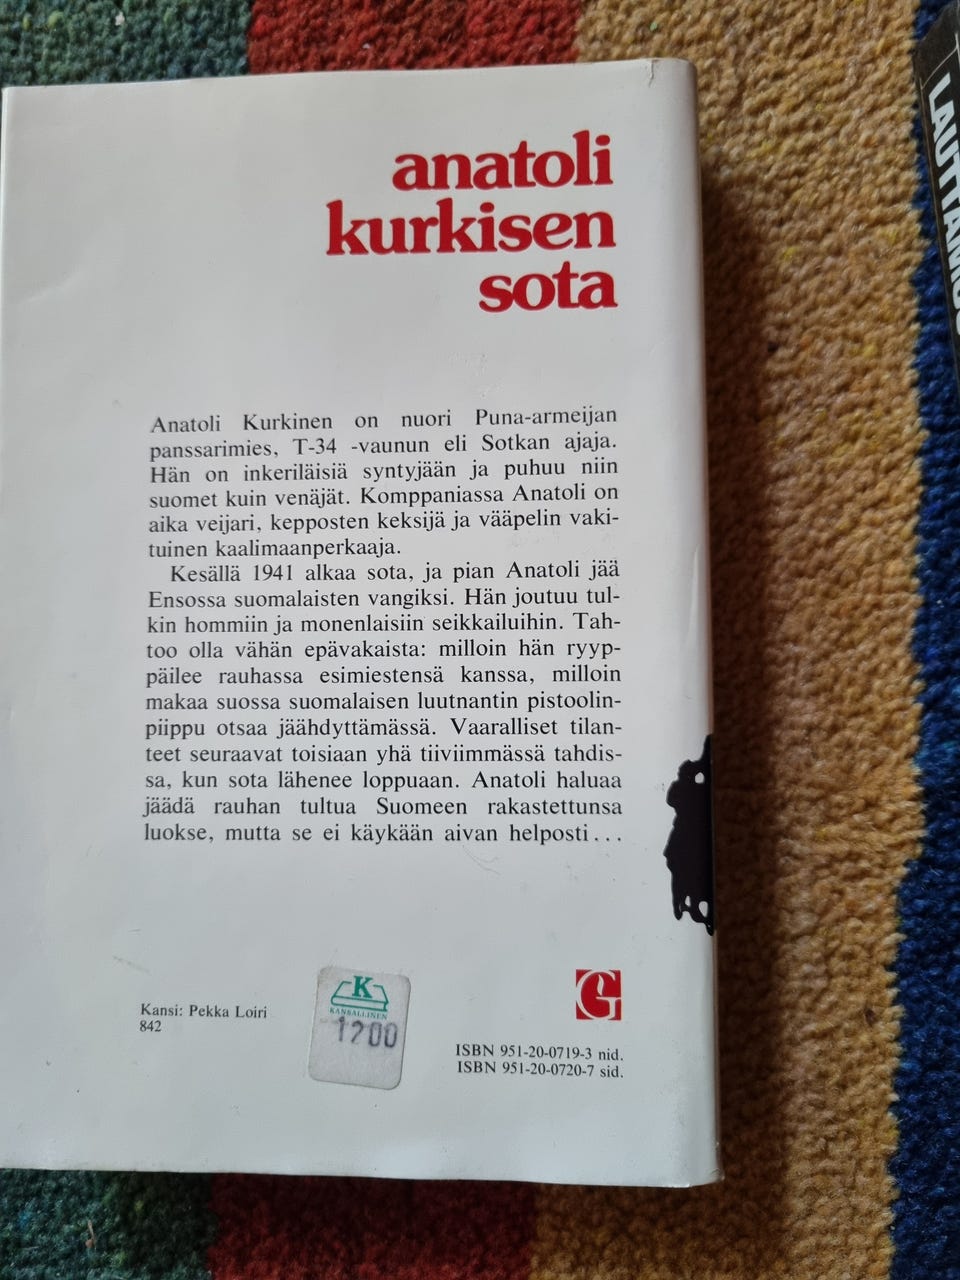 anatoli
kurkisen
sota
Anatoli Kurkinen on nuori Puna-armeijan
panssarimies, T-34 -vaunun eli Sotkan ajaja.
Hän on inkeriläisiä syntyjään ja puhuu niin
suomet kuin venäjät. Komppaniassa Anatoli on
aika veijari, kepposten keksijä ja vääpelin vaki-
tuinen kaalimaanperkaaja.
Kesällä 1941 alkaa sota, ja pian Anatoli jää
Ensossa suomalaisten vangiksi. Hän joutuu tul-
kin hommiin ja monenlaisiin seikkailuihin. Tah-
too olla vähän epävakaista: milloin hän ryyp-
päilee rauhassa esimiestensä kanssa, milloin
makaa suossa suomalaisen luutnantin pistoolin-
piippu otsaa jäähdyttämässä. Vaaralliset tilan-
teet seuraavat toisiaan yhä tiiviimmässä tahdis-
sa, kun sota lähenee loppuaan. Anatoli haluaa
jäädä rauhan tultua Suomeen rakastettunsa
luokse, mutta se ei käykään aivan helposti...
Kansi: Pekka Loiri
842
K
KANSALLINEN
1200
G
ISBN 951-20-0719-3 nid.
ISBN 951-20-0720-7 sid.